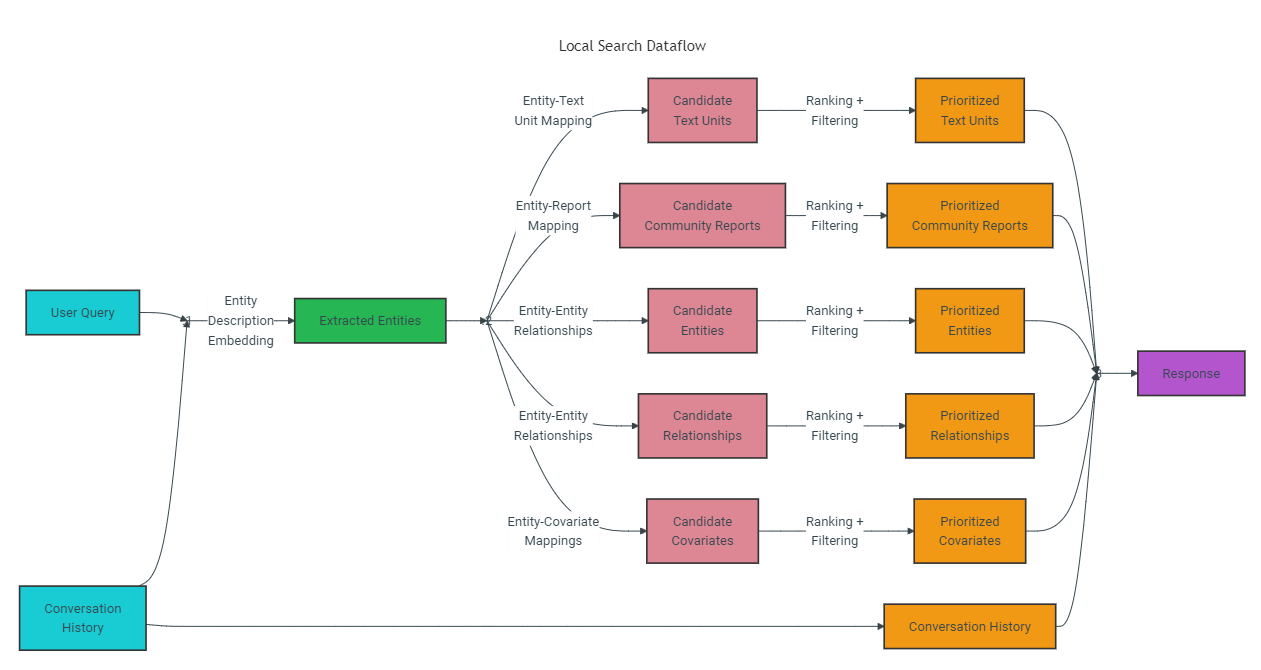 Local Search Dataflow
Entity-Text
Unit Mapping
Candidate
Text Units
Ranking +
Filtering
Prioritized
Text Units
Entity-Report
Mapping
Candidate
Community Reports
Ranking +
Filtering
Prioritized
Community Reports
User Query
Entity
Description
Embedding
Extracted Entities
Entity-Entity
Relationships
Candidate
Entities
Ranking +
Filtering
Prioritized
Entities
Response
Entity-Entity
Relationships
Candidate
Relationships
Ranking +
Filtering
Prioritized
Relationships
Entity-Covariate
Mappings
Candidate
Covariates
Ranking +
Filtering
Prioritized
Covariates
Conversation
History
Conversation History